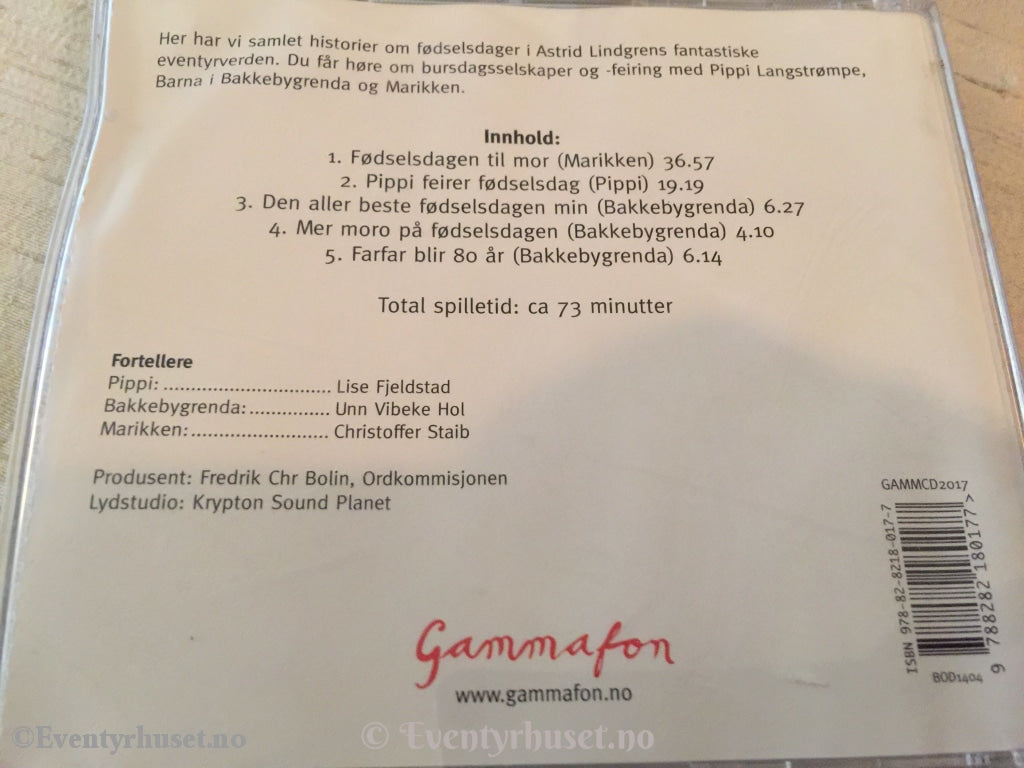 Her har vi samlet historier om fødselsdager i Astrid Lindgrens fantastiske
eventyrverden. Du får høre om bursdagsselskaper og -feiring med Pippi Langstrømpe,
Barna i Bakkebygrenda og Marikken.
Innhold:
1. Fødselsdagen til mor (Marikken) 36.57
2. Pippi feirer fødselsdag (Pippi) 19.19
3. Den aller beste fødselsdagen min (Bakkebygrenda) 6.27
4. Mer moro på fødselsdagen (Bakkebygrenda) 4.10
5. Farfar blir 80 år (Bakkebygrenda) 6.14
Total spilletid: ca 73 minutter
Fortellere
Pippi: .............................. Lise Fjeldstad
Bakkebygrenda: .............. Unn Vibeke Hol
Marikken: ........................ Christoffer Staib
Produsent: Fredrik Chr Bolin, Ordkommisjonen
Lydstudio: Krypton Sound Planet
GAMMCD2017
ISBN 978-82-8218-017-7
9 788282 180177 >
BOD1404
Gammafon
www.gammafon.no
©Eventyrhuset.no
© Eventyrhuset.no